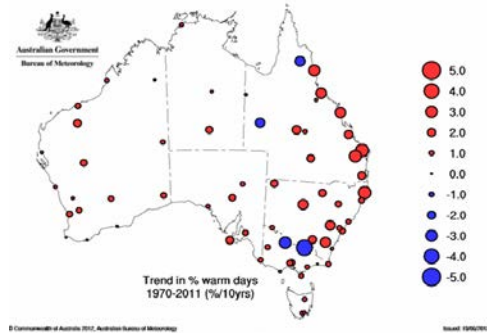 Australian Government
Bureau of Meteorology
5.0
4.0
3.0
2.0
1.0
0.0
-1.0
-2.0
-3.0
-4.0
-5.0
Trend in % warm days
1970-2011 (%/10yrs)
© Commonwealth of Australia 2012, Australian Bureau of Meteorology
Issued: